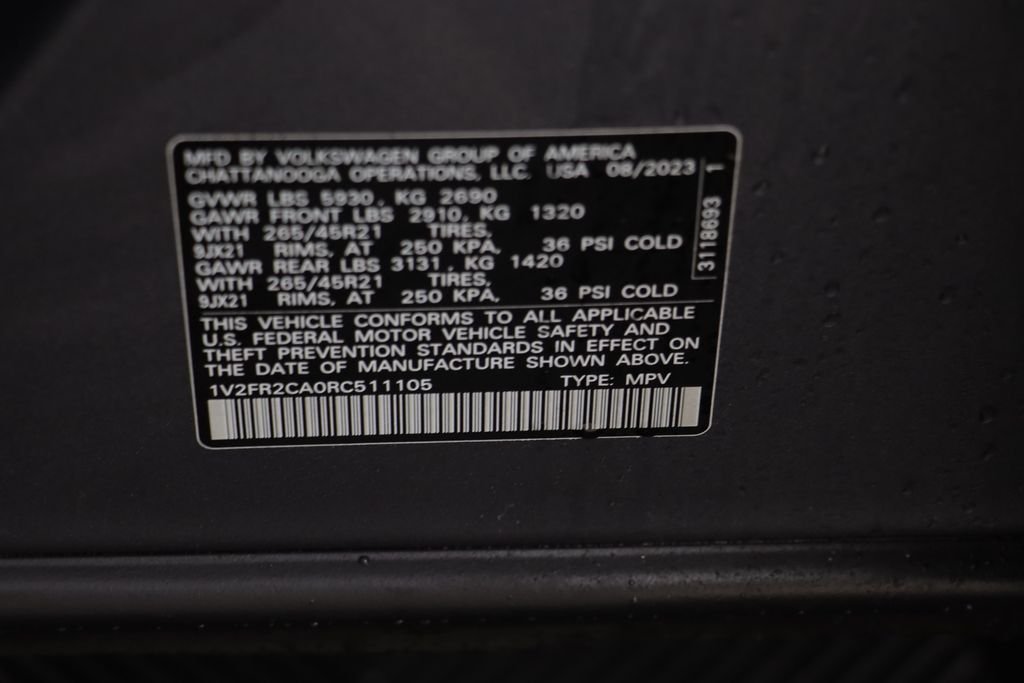 MFD BY VOLKSWAGEN GROUP OF AMERICA
CHATTANOOGA OPERATIONS, LLC, USA 08/2023
GVWR LBS 5930, KG 2690
GAWR FRONT LBS 2910, KG 1320
WITH 265/45R21 TIRES,
9JX21 RIMS, AT 250 KPA, 36 PSI COLD
GAWR REAR LBS 3131, KG 1420
WITH 265/45R21 TIRES,
9JX21 RIMS, AT 250 KPA, 36 PSI COLD
3118693 1
THIS VEHICLE CONFORMS TO ALL APPLICABLE
U.S. FEDERAL MOTOR VEHICLE SAFETY AND
THEFT PREVENTION STANDARDS IN EFFECT ON
THE DATE OF MANUFACTURE SHOWN ABOVE.
1V2FR2CA0RC511105 TYPE: MPV